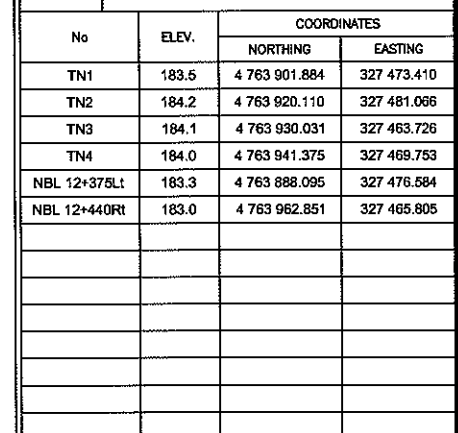 No ELEV. COORDINATES
NORTHING EASTING
TN1 183.5 4 763 901.884 327 473.410
TN2 184.2 4 763 920.110 327 481.066
TN3 184.1 4 763 930.031 327 463.726
TN4 184.0 4 763 941.375 327 469.753
NBL 12+375Lt 183.3 4 763 888.095 327 476.584
NBL 12+440Rt 183.0 4 763 962.851 327 465.805